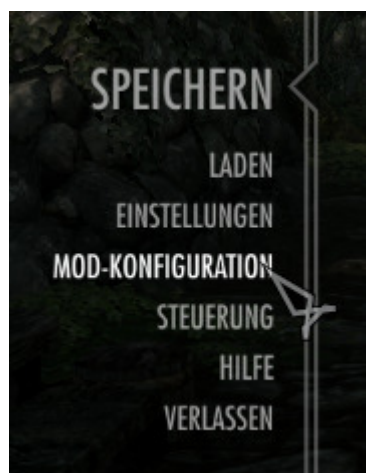 SPEICHERN
LADEN
EINSTELLUNGEN
MOD-KONFIGURATION
STEUERUNG
HILFE
VERLASSEN